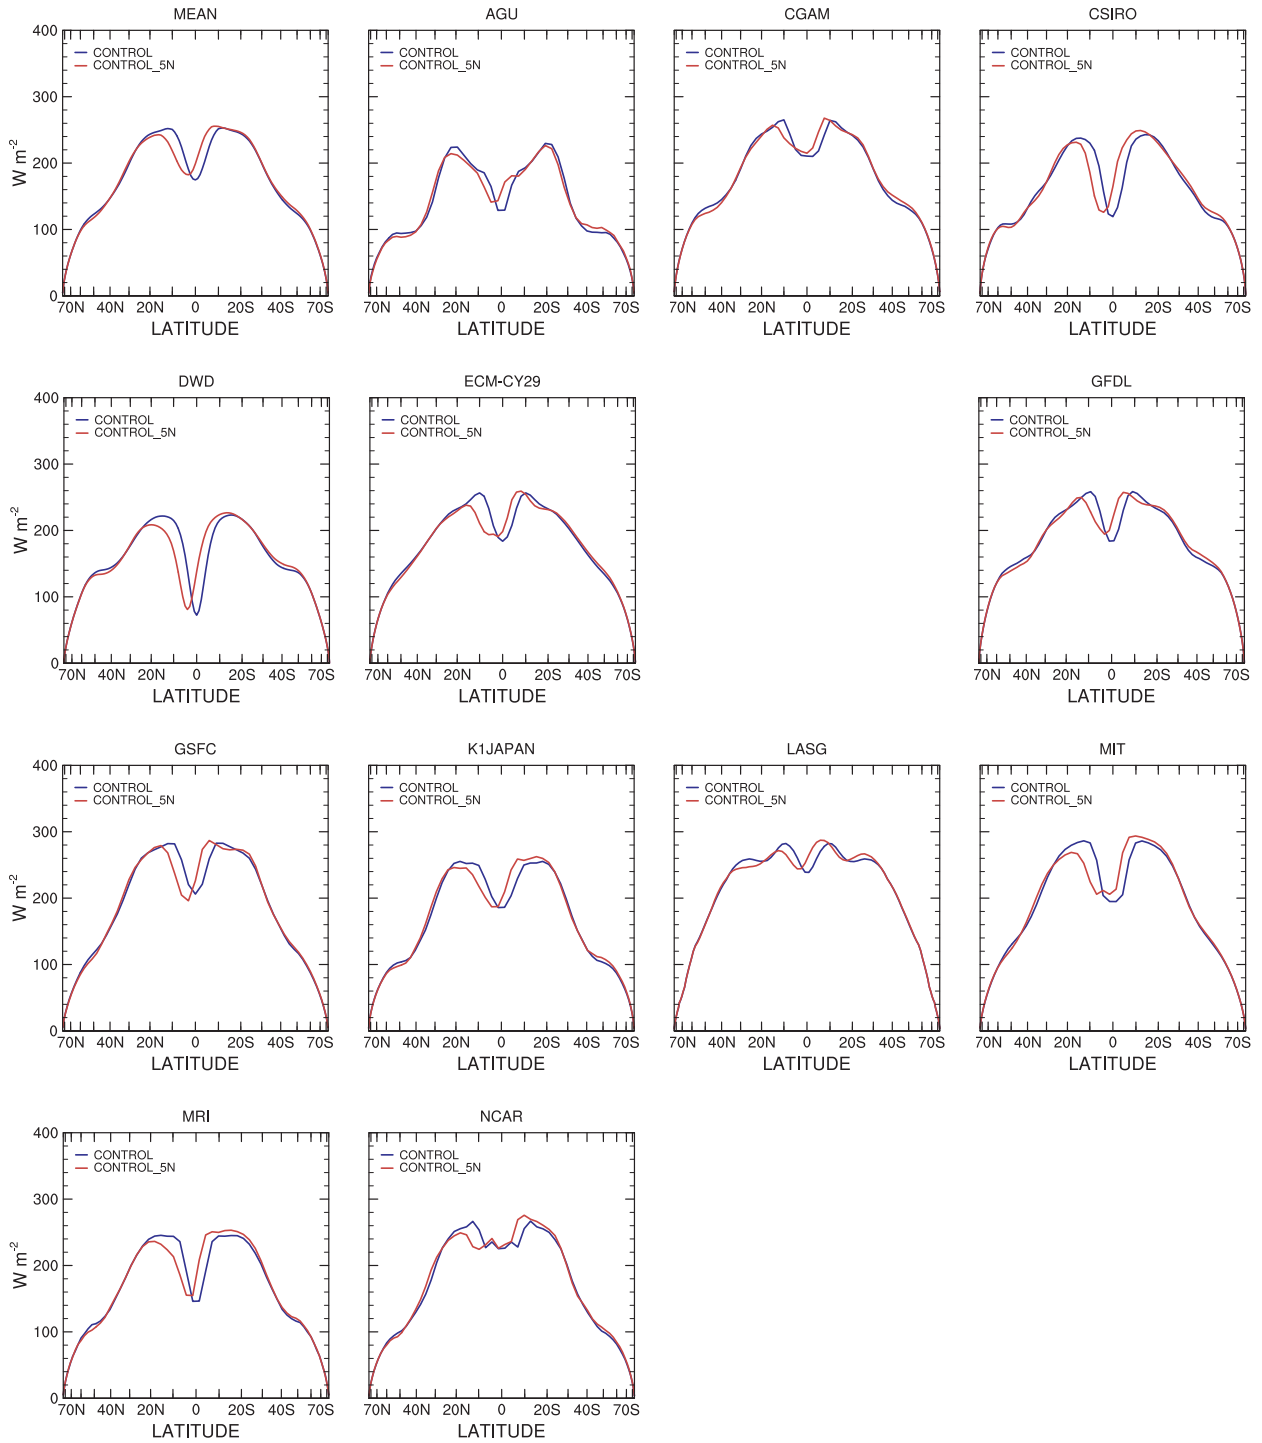 MEAN AGU CGAM CSIRO
400
300
200
100
0
W m-2
CONTROL
CONTROL_5N
CONTROL
CONTROL_5N
CONTROL
CONTROL_5N
CONTROL
CONTROL_5N
70N 40N 20N 0 20S 40S 70S
70N 40N 20N 0 20S 40S 70S
70N 40N 20N 0 20S 40S 70S
70N 40N 20N 0 20S 40S 70S
LATITUDE LATITUDE LATITUDE LATITUDE
DWD ECM-CY29 GFDL
400
300
200
100
0
W m-2
CONTROL
CONTROL_5N
CONTROL
CONTROL_5N
CONTROL
CONTROL_5N
70N 40N 20N 0 20S 40S 70S
70N 40N 20N 0 20S 40S 70S
70N 40N 20N 0 20S 40S 70S
LATITUDE LATITUDE LATITUDE
GSFC K1JAPAN LASG MIT
400
300
200
100
0
W m-2
CONTROL
CONTROL_5N
CONTROL
CONTROL_5N
CONTROL
CONTROL_5N
CONTROL
CONTROL_5N
70N 40N 20N 0 20S 40S 70S
70N 40N 20N 0 20S 40S 70S
70N 40N 20N 0 20S 40S 70S
70N 40N 20N 0 20S 40S 70S
LATITUDE LATITUDE LATITUDE LATITUDE
MRI NCAR
400
300
200
100
0
W m-2
CONTROL
CONTROL_5N
CONTROL
CONTROL_5N
70N 40N 20N 0 20S 40S 70S
70N 40N 20N 0 20S 40S 70S
LATITUDE LATITUDE